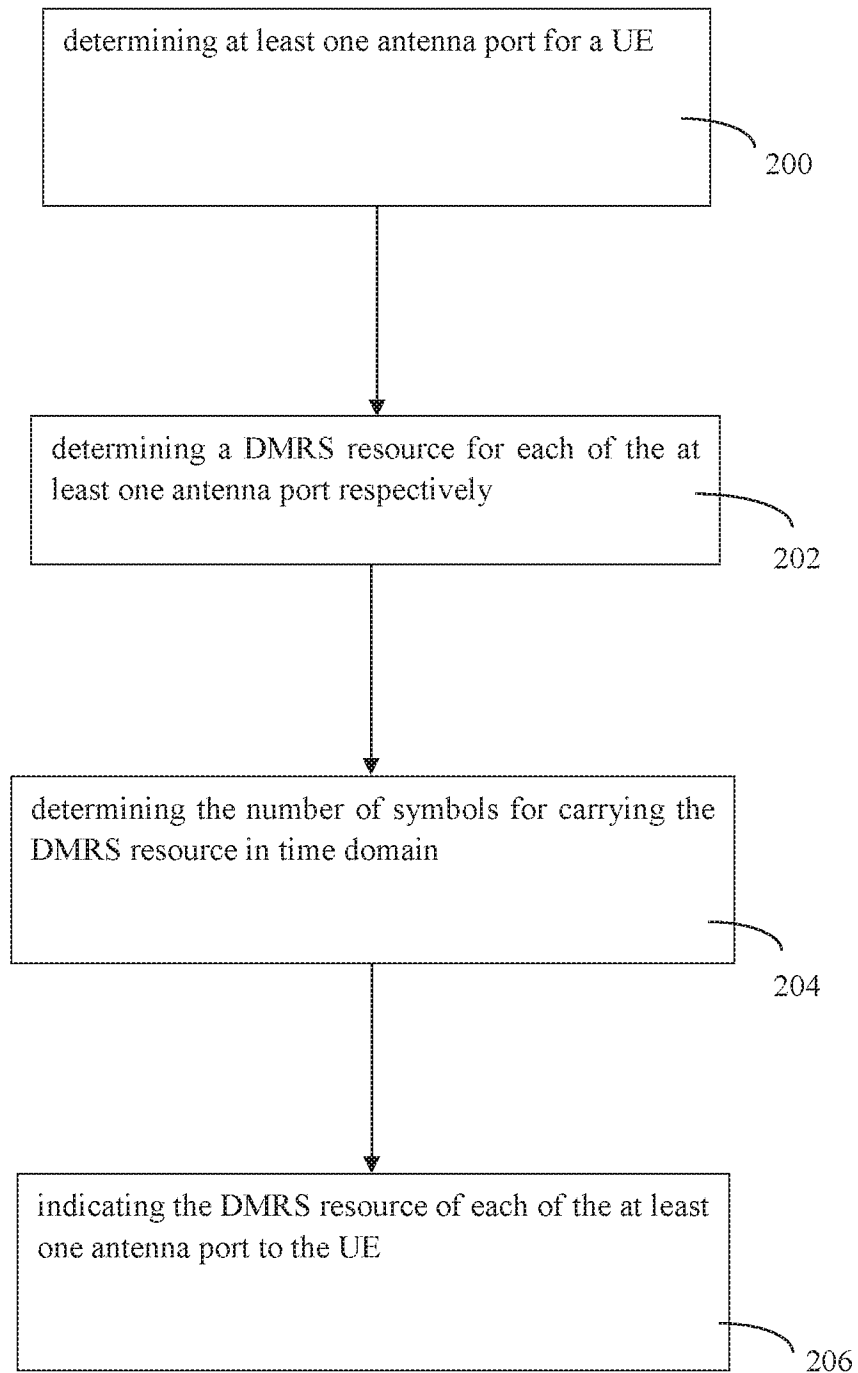 determining at least one antenna port for a UE
200
determining a DMRS resource for each of the at
least one antenna port respectively
202
determining the number of symbols for carrying the
DMRS resource in time domain
204
indicating the DMRS resource of each of the at least
one antenna port to the UE
206